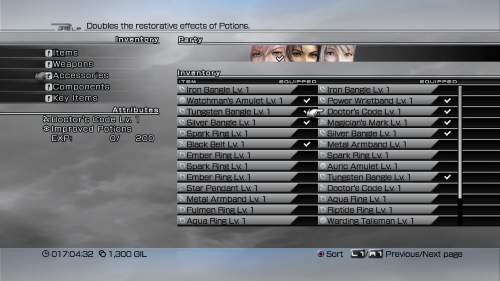 Doubles the restorative effects of Potions.
Inventory
Party
Items
Weapons
Accessories
Components
Key Items
Attributes
Doctor's Code Lv. 1
Improved Potions
EXP: 0/ 200
Inventory
ITEM EQUIPPED EQUIPPED
Iron Bangle Lv. 1 Iron Bangle Lv. 1
Watchman's Amulet Lv. 1 Power Wristband Lv. 1
Tungsten Bangle Lv. 1 Doctor's Code Lv. 1
Silver Bangle Lv. 1 Magician's Mark Lv. 1
Spark Ring Lv. 1 Silver Bangle Lv. 1
Black Belt Lv. 1 Metal Armband Lv. 1
Ember Ring Lv. 1 Spark Ring Lv. 1
Spark Ring Lv. 1 Auric Amulet Lv. 1
Ember Ring Lv. 1 Tungsten Bangle Lv. 1
Star Pendant Lv. 1 Doctor's Code Lv. 1
Metal Armband Lv. 1 Aqua Ring Lv. 1
Fulmen Ring Lv. 1 Riptide Ring Lv. 1
Aqua Ring Lv. 1 Warding Talisman Lv. 1
017:04:32 1,300 GIL Sort L1/R1 Previous/Next page